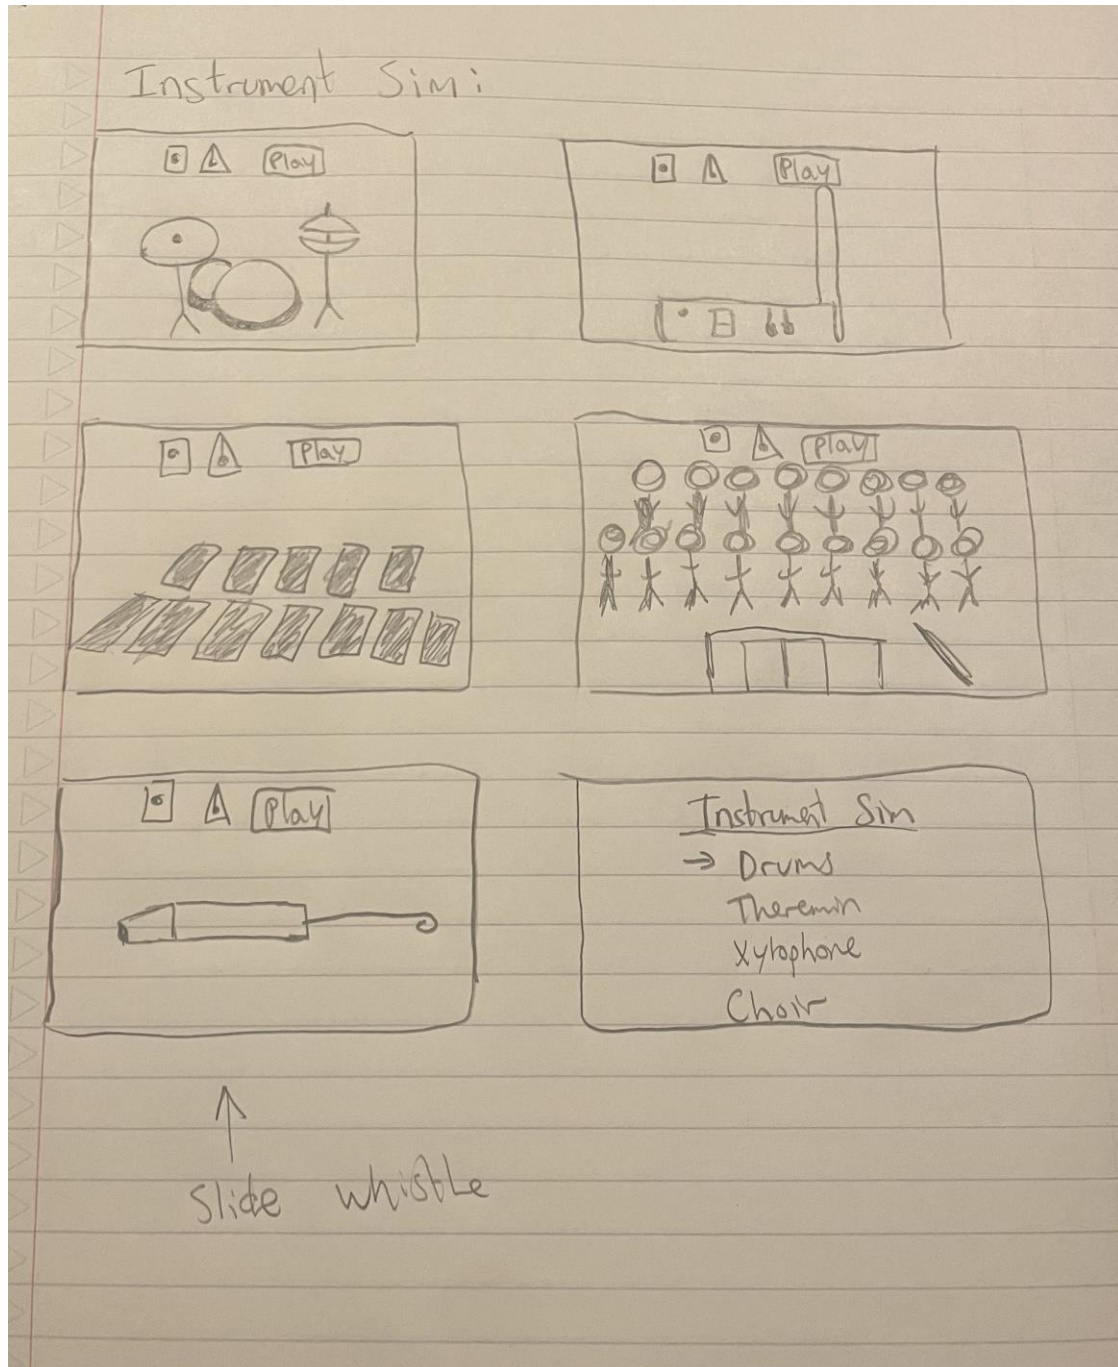 Instrument Sim:
Play
Play
Play
Play
Play
Instrument Sim
→ Drums
Theremin
Xylophone
Choir
slide whistle